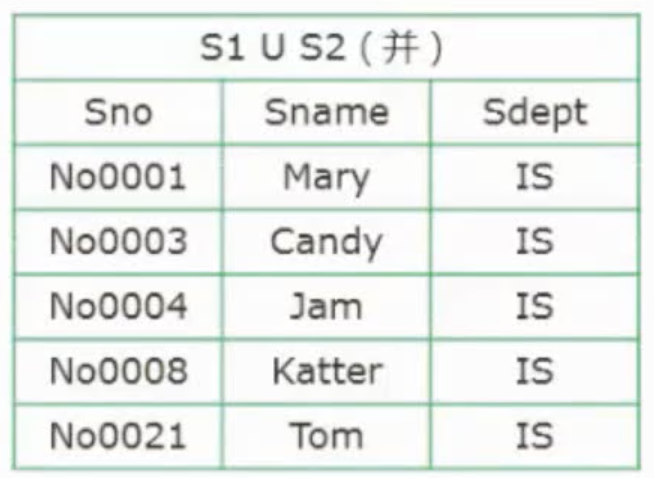 S1 U S2 ( 并 )
Sno Sname Sdept
No0001 Mary IS
No0003 Candy IS
No0004 Jam IS
No0008 Katter IS
No0021 Tom IS